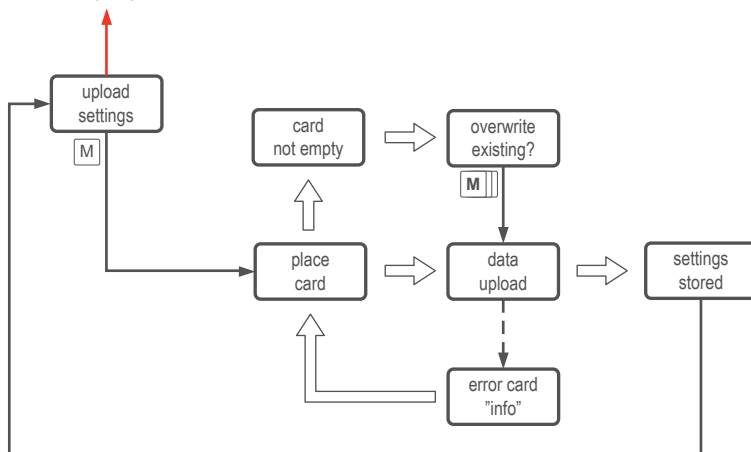 upload
settings
M
card
not empty
overwrite
existing?
M
place
card
data
upload
settings
stored
error card
”info”